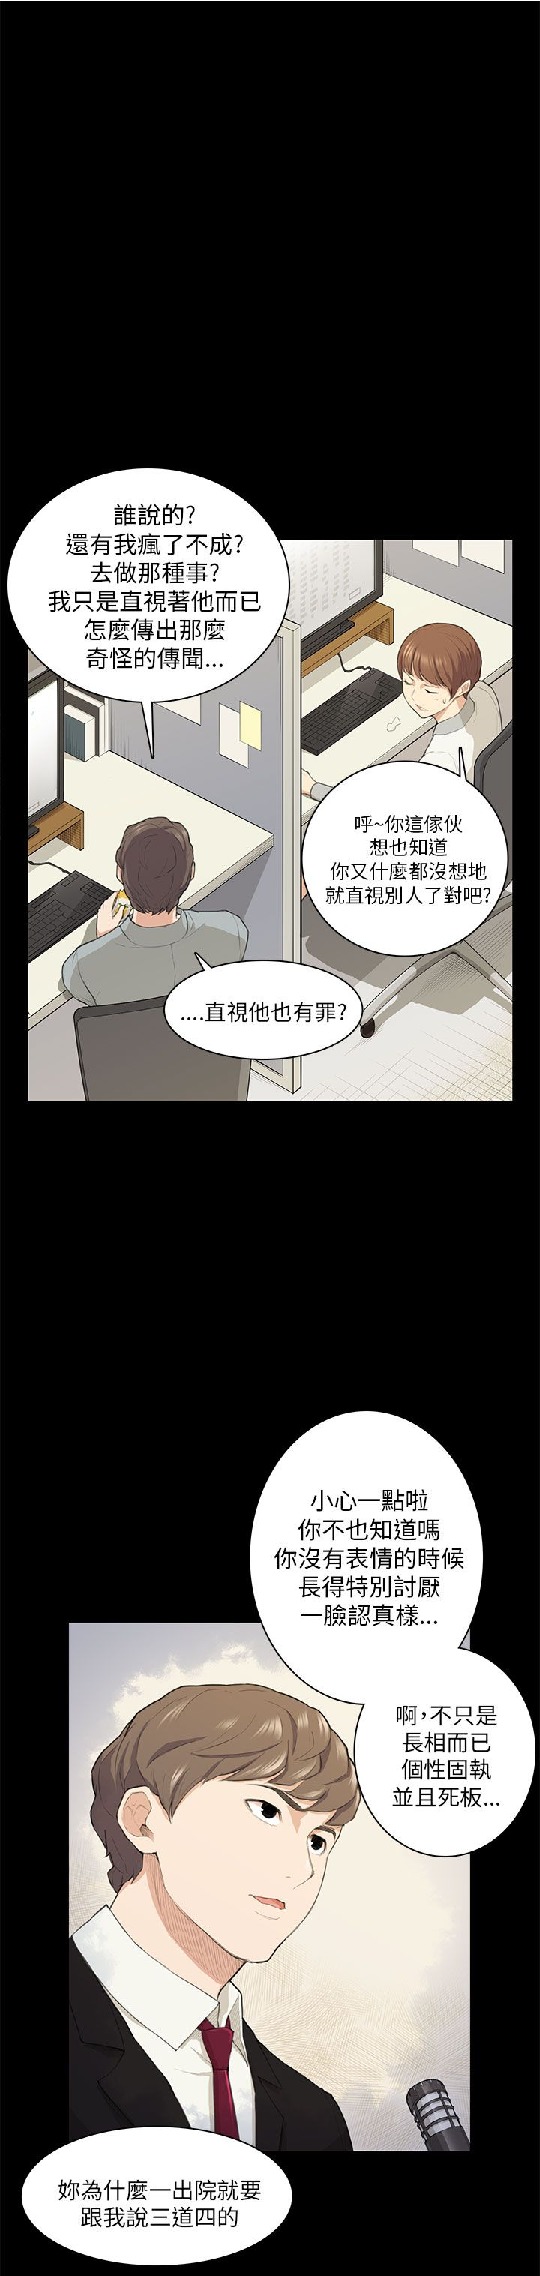 誰說的?
還有我瘋了不成?
去做那種事?
我只是直視著他而已
怎麼傳出那麼
奇怪的傳聞...
呼~你這傢伙
想也知道
你又什麼都沒想地
就直視別人了對吧?
....直視他也有罪?
小心一點啦
你不也知道嗎
你沒有表情的時候
長得特別討厭
一臉認真樣...
啊,不只是
長相而已
個性固執
並且死板...
妳為什麼一出院就要
跟我說三道四的